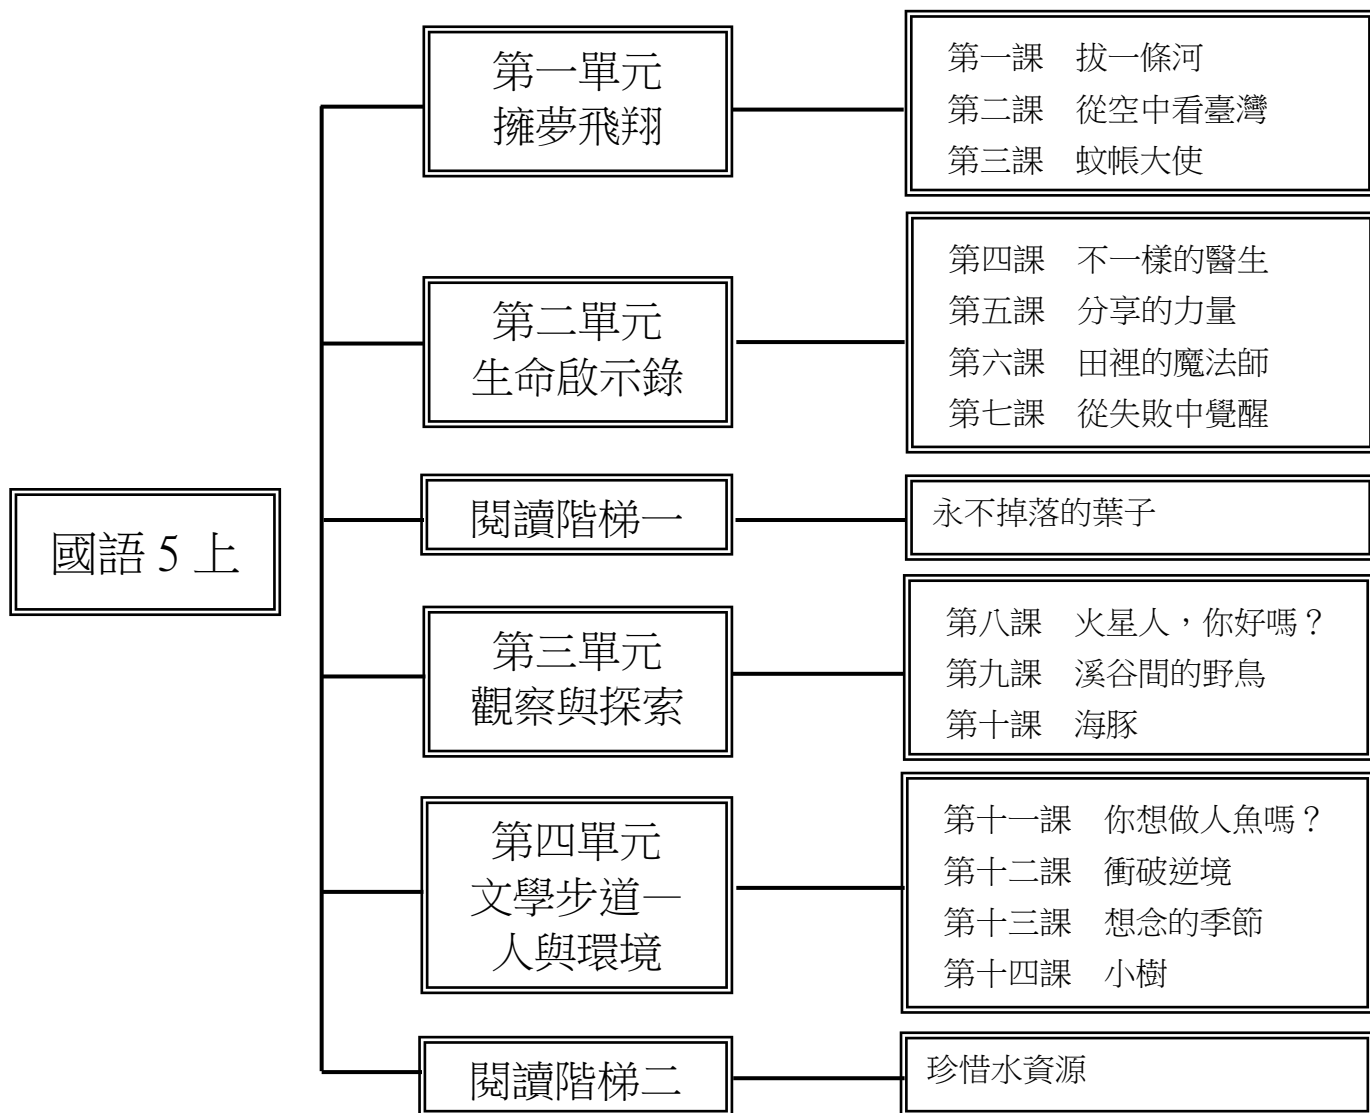 國語 5 上
第一單元
擁夢飛翔
第一課　拔一條河
第二課　從空中看臺灣
第三課　蚊帳大使
第二單元
生命啟示錄
第四課　不一樣的醫生
第五課　分享的力量
第六課　田裡的魔法師
第七課　從失敗中覺醒
閱讀階梯一
永不掉落的葉子
第三單元
觀察與探索
第八課　火星人，你好嗎？
第九課　溪谷間的野鳥
第十課　海豚
第四單元
文學步道—
人與環境
第十一課　你想做人魚嗎？
第十二課　衝破逆境
第十三課　想念的季節
第十四課　小樹
閱讀階梯二
珍惜水資源